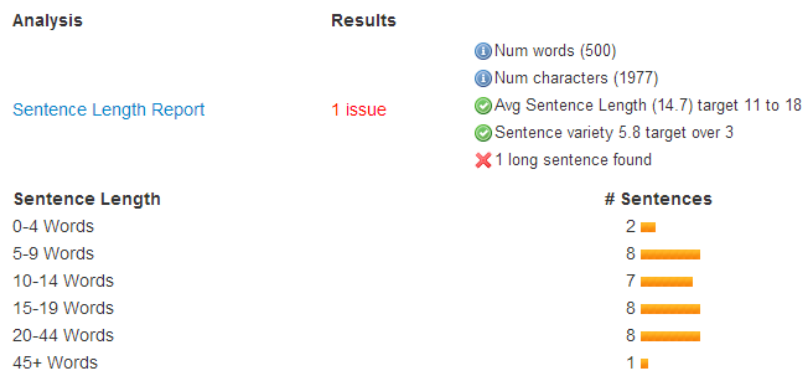 Analysis Results
Num words (500)
Num characters (1977)
Sentence Length Report 1 issue Avg Sentence Length (14.7) target 11 to 18
Sentence variety 5.8 target over 3
1 long sentence found
Sentence Length # Sentences
0-4 Words 2
5-9 Words 8
10-14 Words 7
15-19 Words 8
20-44 Words 8
45+ Words 1